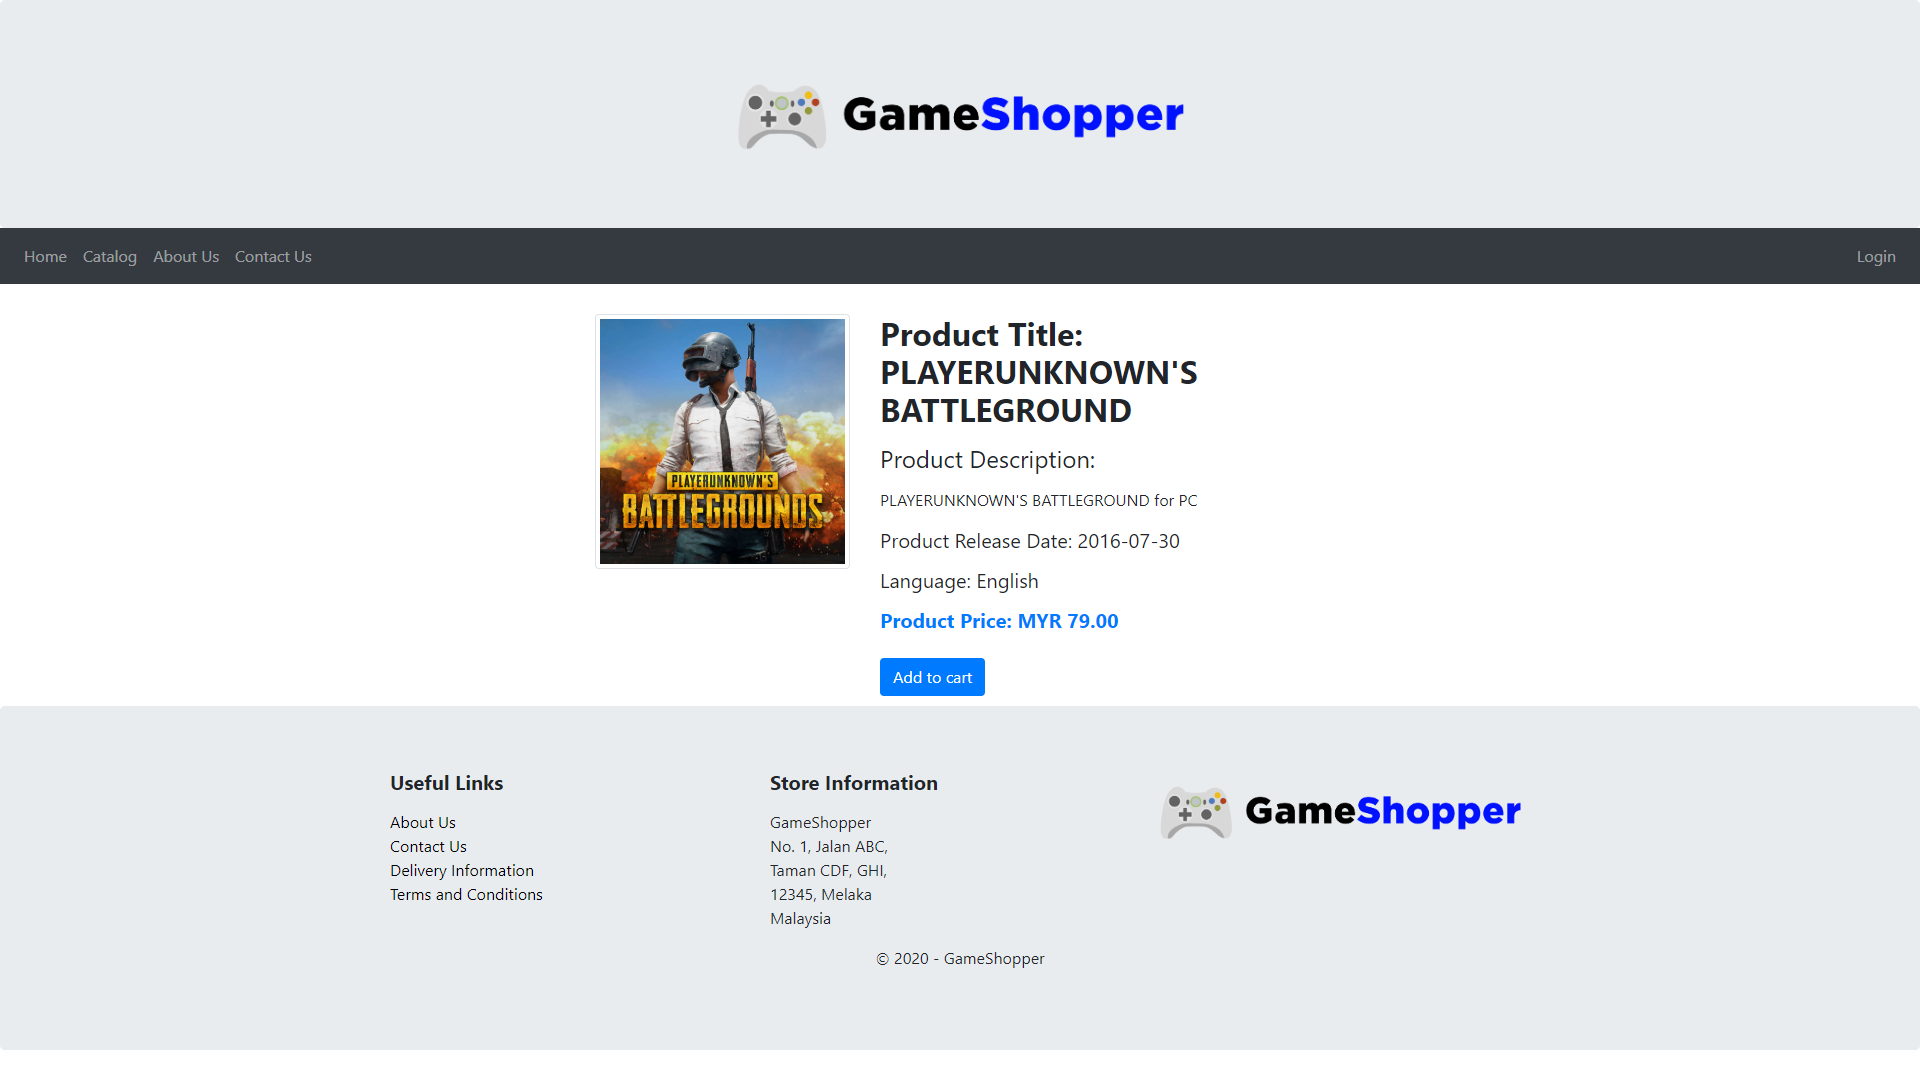 GameShopper
Home Catalog About Us Contact Us Login
PLAYERUNKNOWN'S
BATTLEGROUNDS
Product Title:
PLAYERUNKNOWN'S
BATTLEGROUND
Product Description:
PLAYERUNKNOWN'S BATTLEGROUND for PC
Product Release Date: 2016-07-30
Language: English
Product Price: MYR 79.00
Add to cart
Useful Links
About Us
Contact Us
Delivery Information
Terms and Conditions
Store Information
GameShopper
No. 1, Jalan ABC,
Taman CDF, GHI,
12345, Melaka
Malaysia
GameShopper
© 2020 - GameShopper